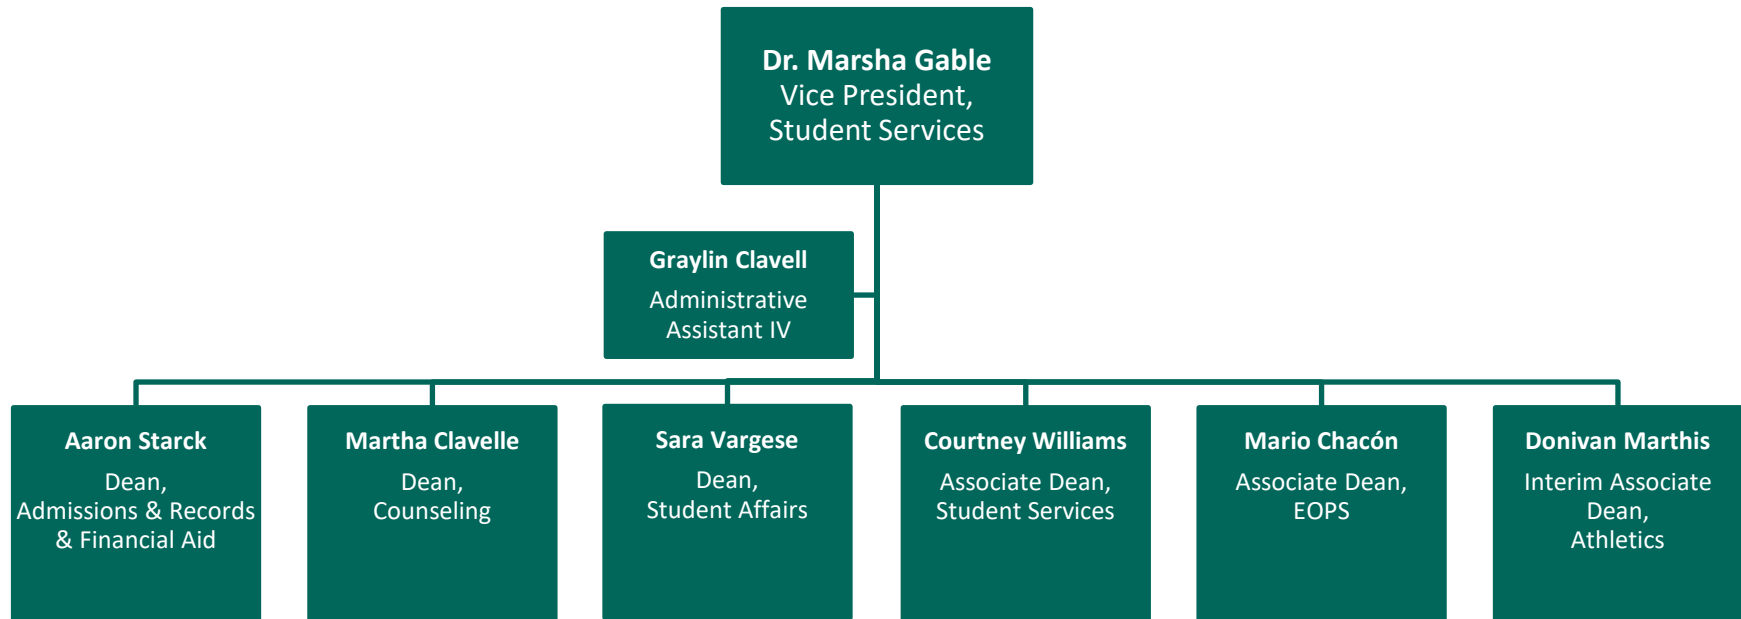 Dr. Marsha Gable
Vice President,
Student Services
Graylin Clavell
Administrative
Assistant IV
Aaron Starck
Dean,
Admissions & Records
& Financial Aid
Martha Clavelle
Dean,
Counseling
Sara Vargese
Dean,
Student Affairs
Courtney Williams
Associate Dean,
Student Services
Mario Chacón
Associate Dean,
EOPS
Donivan Marthis
Interim Associate
Dean,
Athletics